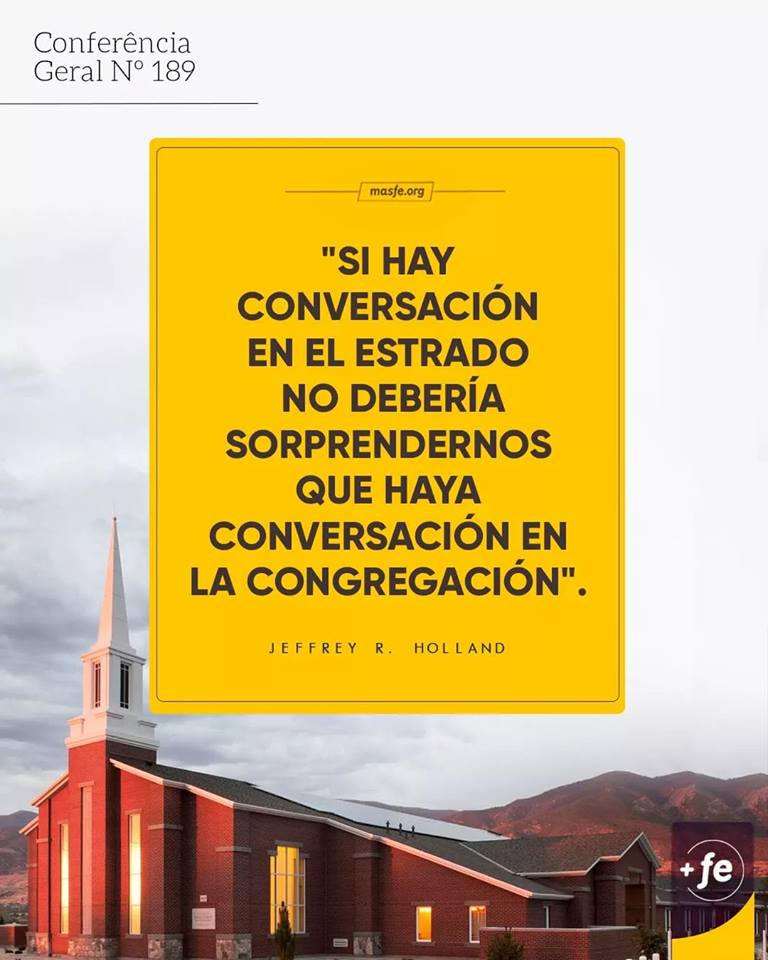 Conferência
Geral Nº 189
masfe.org
"SI HAY
CONVERSACIÓN
EN EL ESTRADO
NO DEBERÍA
SORPRENDERNOS
QUE HAYA
CONVERSACIÓN EN
LA CONGREGACIÓN".
JEFFREY R. HOLLAND
+fe